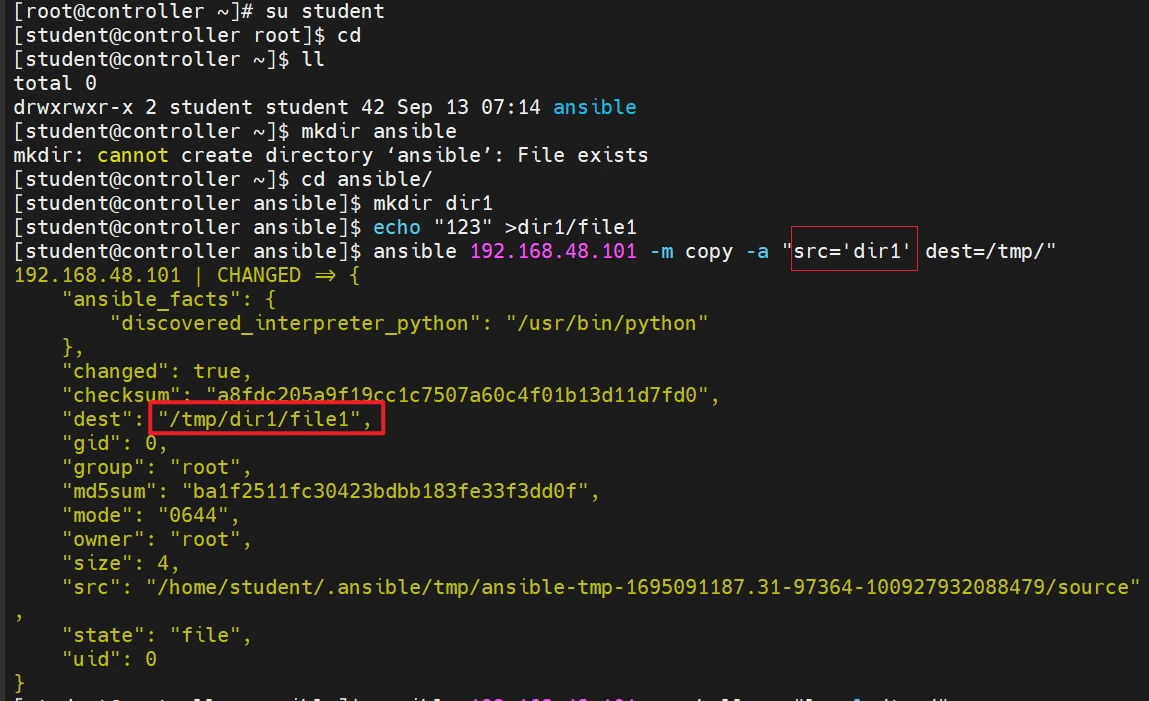 [root@controller ~]# su student
[student@controller root]$ cd
[student@controller ~]$ ll
total 0
drwxrwxr-x 2 student student 42 Sep 13 07:14 ansible
[student@controller ~]$ mkdir ansible
mkdir: cannot create directory ‘ansible’: File exists
[student@controller ~]$ cd ansible/
[student@controller ansible]$ mkdir dir1
[student@controller ansible]$ echo "123" >dir1/file1
[student@controller ansible]$ ansible 192.168.48.101 -m copy -a "src='dir1' dest=/tmp/"
192.168.48.101 | CHANGED => {
    "ansible_facts": {
        "discovered_interpreter_python": "/usr/bin/python"
    },
    "changed": true,
    "checksum": "a8fdc205a9f19cc1c7507a60c4f01b13d11d7fd0",
    "dest": "/tmp/dir1/file1",
    "gid": 0,
    "group": "root",
    "md5sum": "ba1f2511fc30423bdbb183fe33f3dd0f",
    "mode": "0644",
    "owner": "root",
    "size": 4,
    "src": "/home/student/.ansible/tmp/ansible-tmp-1695091187.31-97364-100927932088479/source"
,
    "state": "file",
    "uid": 0
}